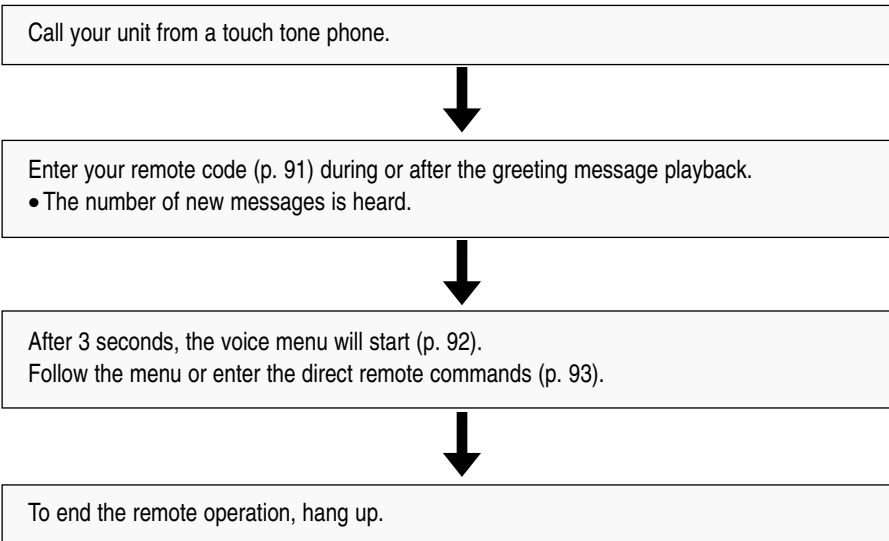 Call your unit from a touch tone phone.
Enter your remote code (p. 91) during or after the greeting message playback.
• The number of new messages is heard.
After 3 seconds, the voice menu will start (p. 92).
Follow the menu or enter the direct remote commands (p. 93).
To end the remote operation, hang up.